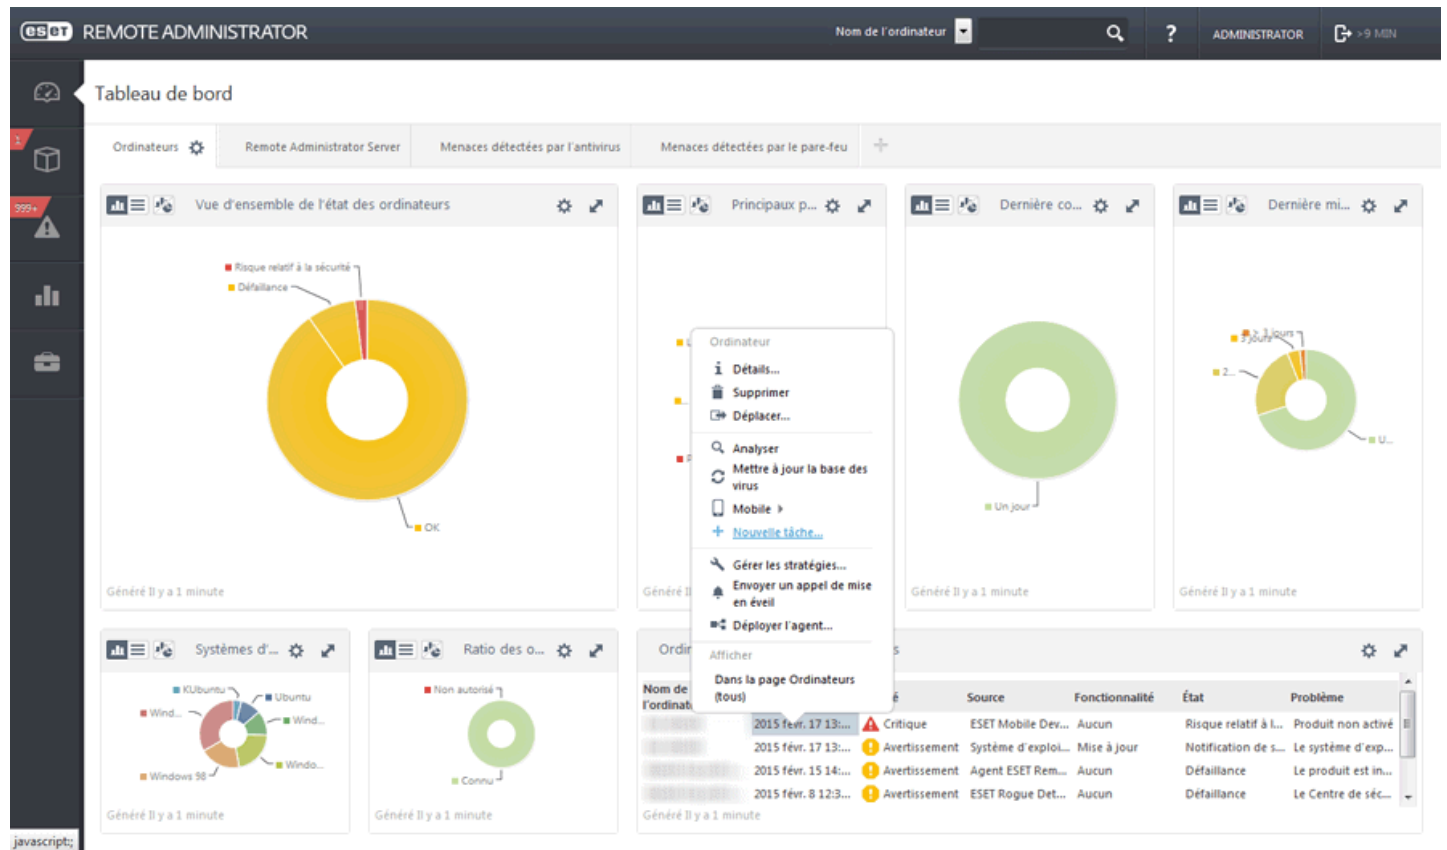 eset REMOTE ADMINISTRATOR
Nom de l'ordinateur
?
ADMINISTRATOR
>9 MIN
Tableau de bord
1
999+
Ordinateurs
Remote Administrator Server
Menaces détectées par l'antivirus
Menaces détectées par le pare-feu
Vue d'ensemble de l'état des ordinateurs
Principaux p...
Dernière co...
Dernière mi...
Risque relatif à la sécurité
Défaillance
OK
Généré Il y a 1 minute
Généré Il
Un jour
Généré Il y a 1 minute
3 jours
2...
U...
Généré Il y a 1 minute
Ordinateur
Détails...
Supprimer
Déplacer...
Analyser
Mettre à jour la base des
virus
Mobile
Nouvelle tâche...
Gérer les stratégies...
Envoyer un appel de mise
en éveil
Déployer l'agent...
Afficher
Dans la page Ordinateurs
(tous)
Systèmes d'...
KUbuntu
Ubuntu
Wind...
Wind...
Windo...
Windows 98
Généré Il y a 1 minute
Ratio des o...
Non autorisé
Connu
Généré Il y a 1 minute
Ordin
s
Nom de
l'ordinat
é
Source
Fonctionnalité
État
Problème
2015 févr. 17 13:... Critique ESET Mobile Dev... Aucun Risque relatif à l... Produit non activé
2015 févr. 17 13:... Avertissement Système d'exploi... Mise à jour Notification de s... Le système d'exp...
2015 févr. 15 14:... Avertissement Agent ESET Rem... Aucun Défaillance Le produit est in...
2015 févr. 8 12:3... Avertissement ESET Rogue Det... Aucun Défaillance Le Centre de séc...
Généré Il y a 1 minute
javascript:;